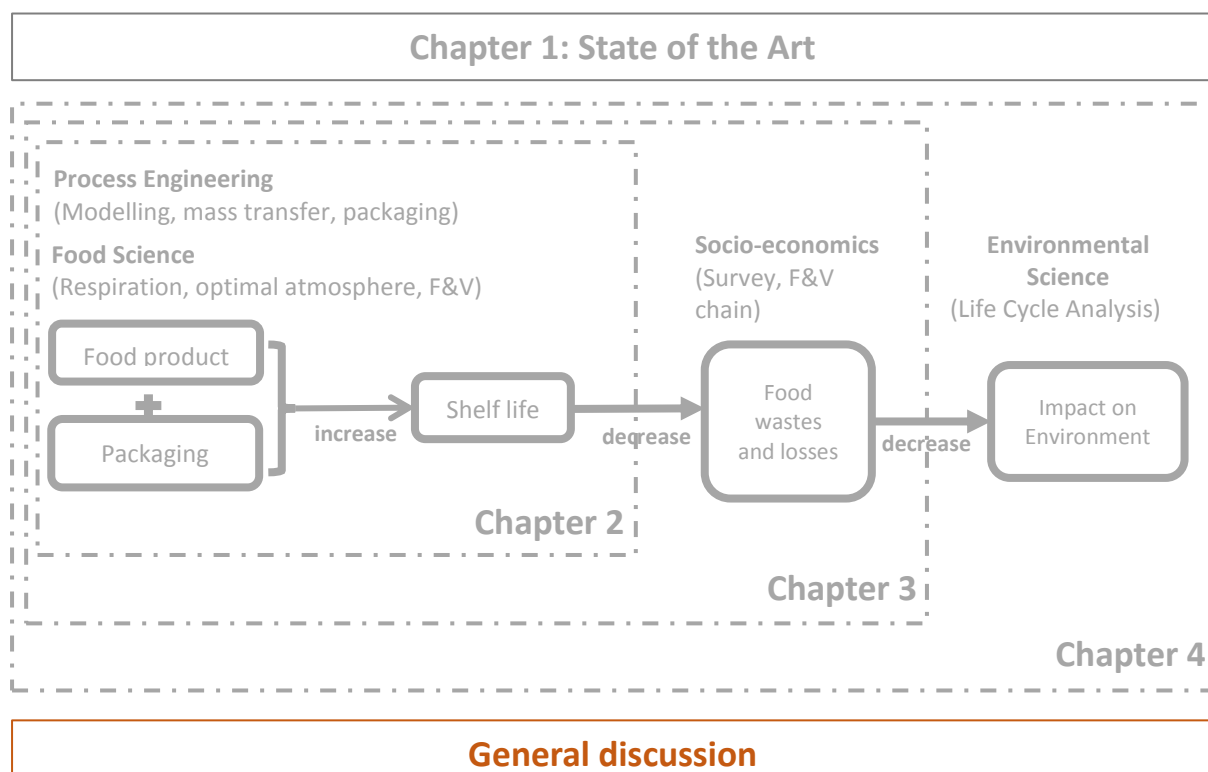 Chapter 1: State of the Art
Process Engineering
(Modelling, mass transfer, packaging)
Food Science
(Respiration, optimal atmosphere, F&V)
Food product
Packaging
increase
Shelf life
decrease
Chapter 2
Socio-economics
(Survey, F&V
chain)
Food
wastes
and losses
decrease
Chapter 3
Environmental
Science
(Life Cycle Analysis)
Impact on
Environment
Chapter 4
General discussion